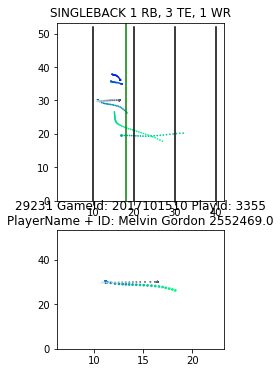 SINGLEBACK 1 RB, 3 TE, 1 WR
50
40
30
20
10
0
10 20 30 40
29231 GameId: 2017101510 PlayId: 3355
PlayerName + ID: Melvin Gordon 2552469.0
40
20
0
10 15 20